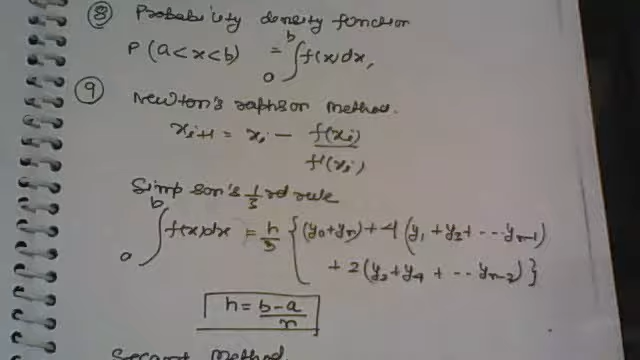 ⑧ Probability density function
P(a<x<b) = ∫ₐᵇ f(x)dx,
⑨ Newton's raphson Method.
xᵢ₊₁ = xᵢ - f(xᵢ)/f'(xᵢ)
Simpson's 1/3 rd rule
∫ₐᵇ f(x)dx = h/3 {(y₀+yₙ)+4(y₁+y₃+...yₙ₋₁)
+2(y₂+y₄+...yₙ₋₂)}
h = b-a/n
Secant Method.